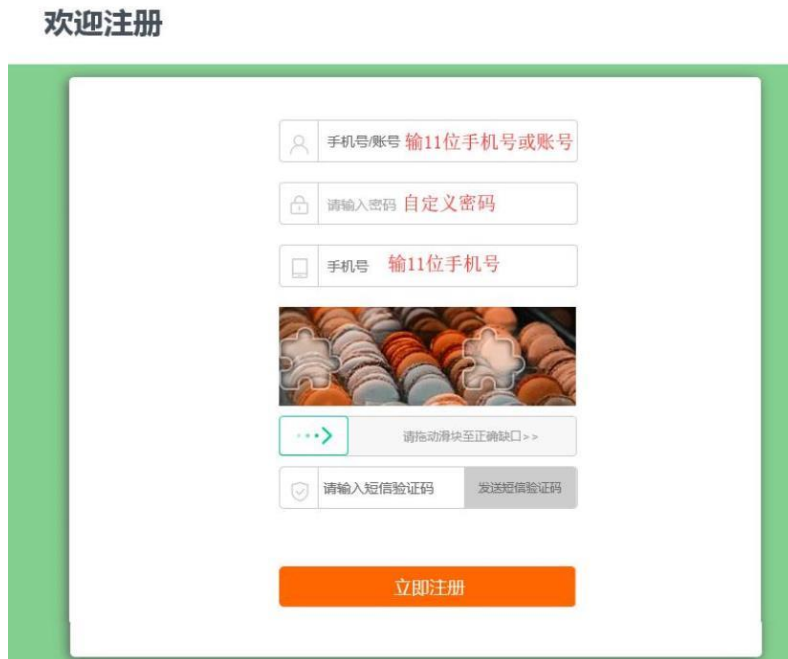 欢迎注册
手机号/账号 输11位手机号或账号
请输入密码 自定义密码
手机号 输11位手机号
请拖动滑块至正确缺口>>
请输入短信验证码 发送短信验证码
立即注册